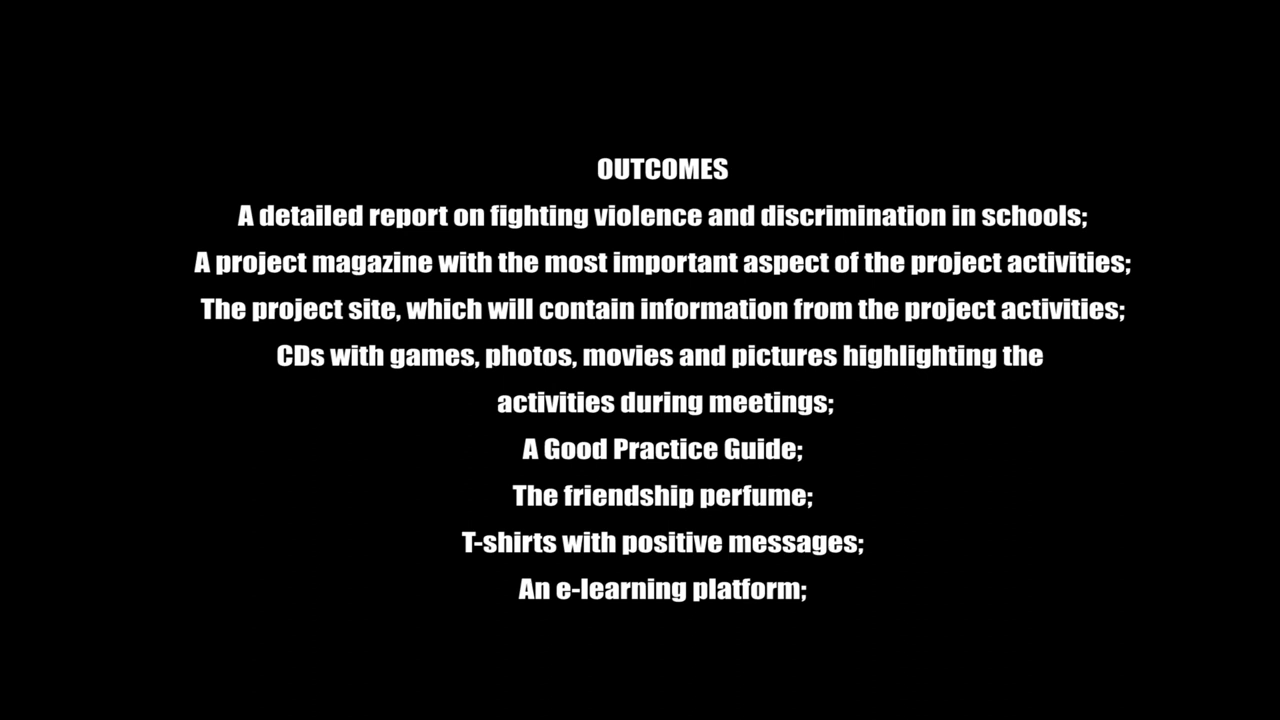 OUTCOMES
A detailed report on fighting violence and discrimination in schools;
A project magazine with the most important aspect of the project activities;
The project site, which will contain information from the project activities;
CDs with games, photos, movies and pictures highlighting the
activities during meetings;
A Good Practice Guide;
The friendship perfume;
T-shirts with positive messages;
An e-learning platform;